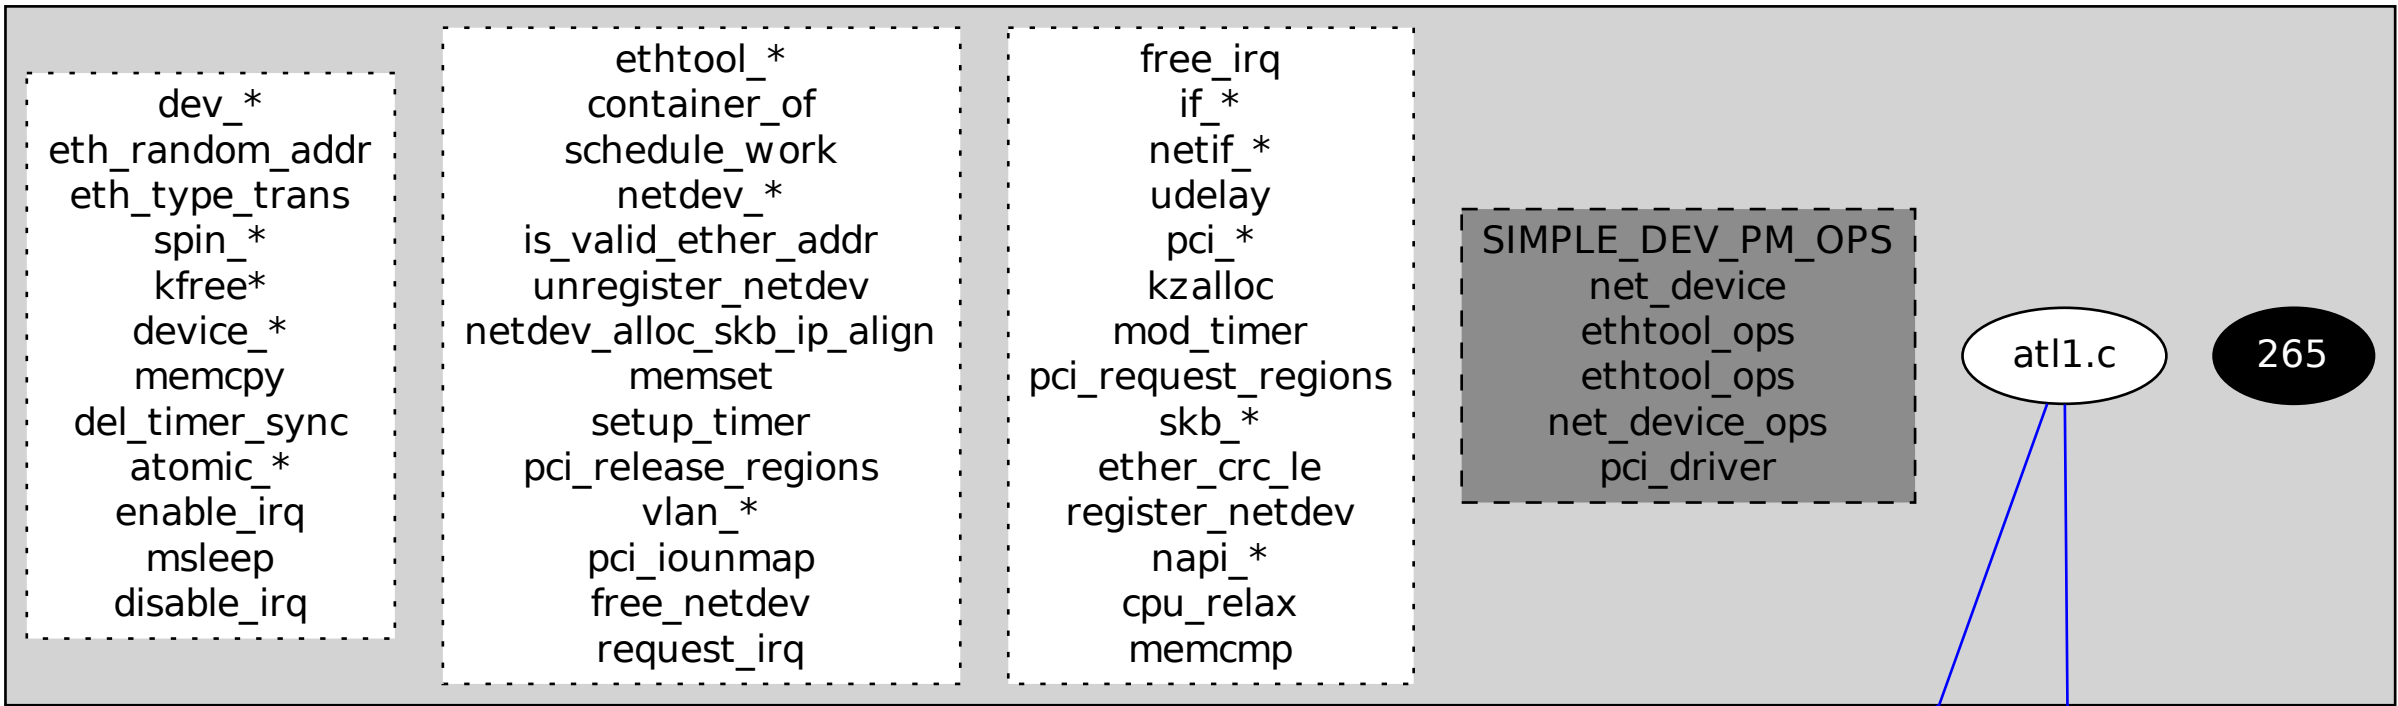 dev_*
eth_random_addr
eth_type_trans
spin_*
kfree*
device_*
memcpy
del_timer_sync
atomic_*
enable_irq
msleep
disable_irq
ethtool_*
container_of
schedule_work
netdev_*
is_valid_ether_addr
unregister_netdev
netdev_alloc_skb_ip_align
memset
setup_timer
pci_release_regions
vlan_*
pci_iounmap
free_netdev
request_irq
free_irq
if_*
netif_*
udelay
pci_*
kzalloc
mod_timer
pci_request_regions
skb_*
ether_crc_le
register_netdev
napi_*
cpu_relax
memcmp
SIMPLE_DEV_PM_OPS
net_device
ethtool_ops
ethtool_ops
net_device_ops
pci_driver
atl1.c
265